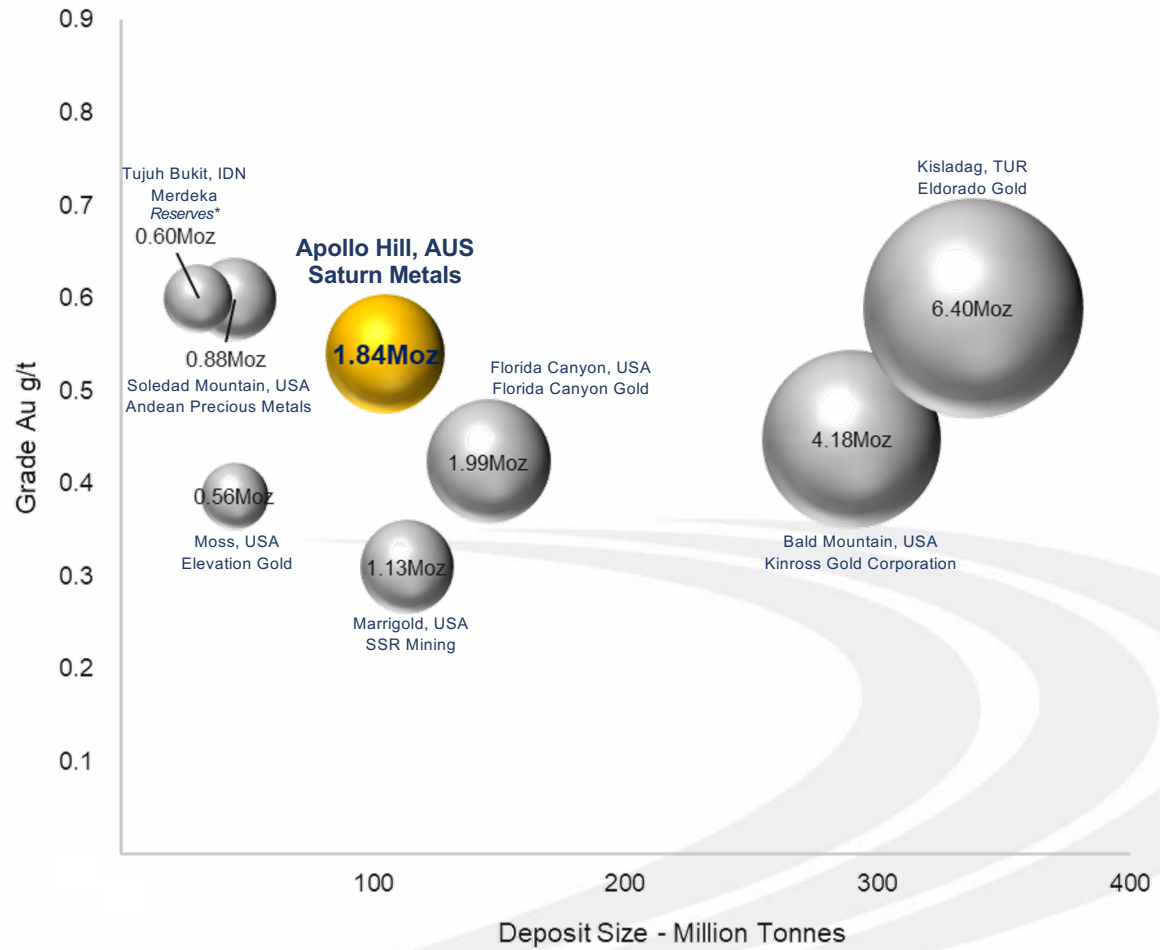 0.9
0.8
0.7
0.6
0.5
0.4
0.3
0.2
0.1
Grade Au g/t
Tujuh Bukit, IDN
Merdeka
Reserves*
0.60Moz
0.88Moz
Soledad Mountain, USA
Andean Precious Metals
Apollo Hill, AUS
Saturn Metals
1.84Moz
Florida Canyon, USA
Florida Canyon Gold
1.99Moz
Kisladag, TUR
Eldorado Gold
6.40Moz
4.18Moz
Bald Mountain, USA
Kinross Gold Corporation
0.56Moz
Moss, USA
Elevation Gold
1.13Moz
Marrigold, USA
SSR Mining
100
200
300
400
Deposit Size - Million Tonnes